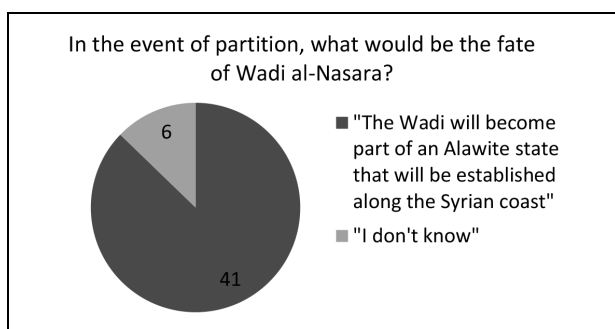 In the event of partition, what would be the fate
of Wadi al-Nasara?
6
41
"The Wadi will become
part of an Alawite state
that will be established
along the Syrian coast"
"I don't know"